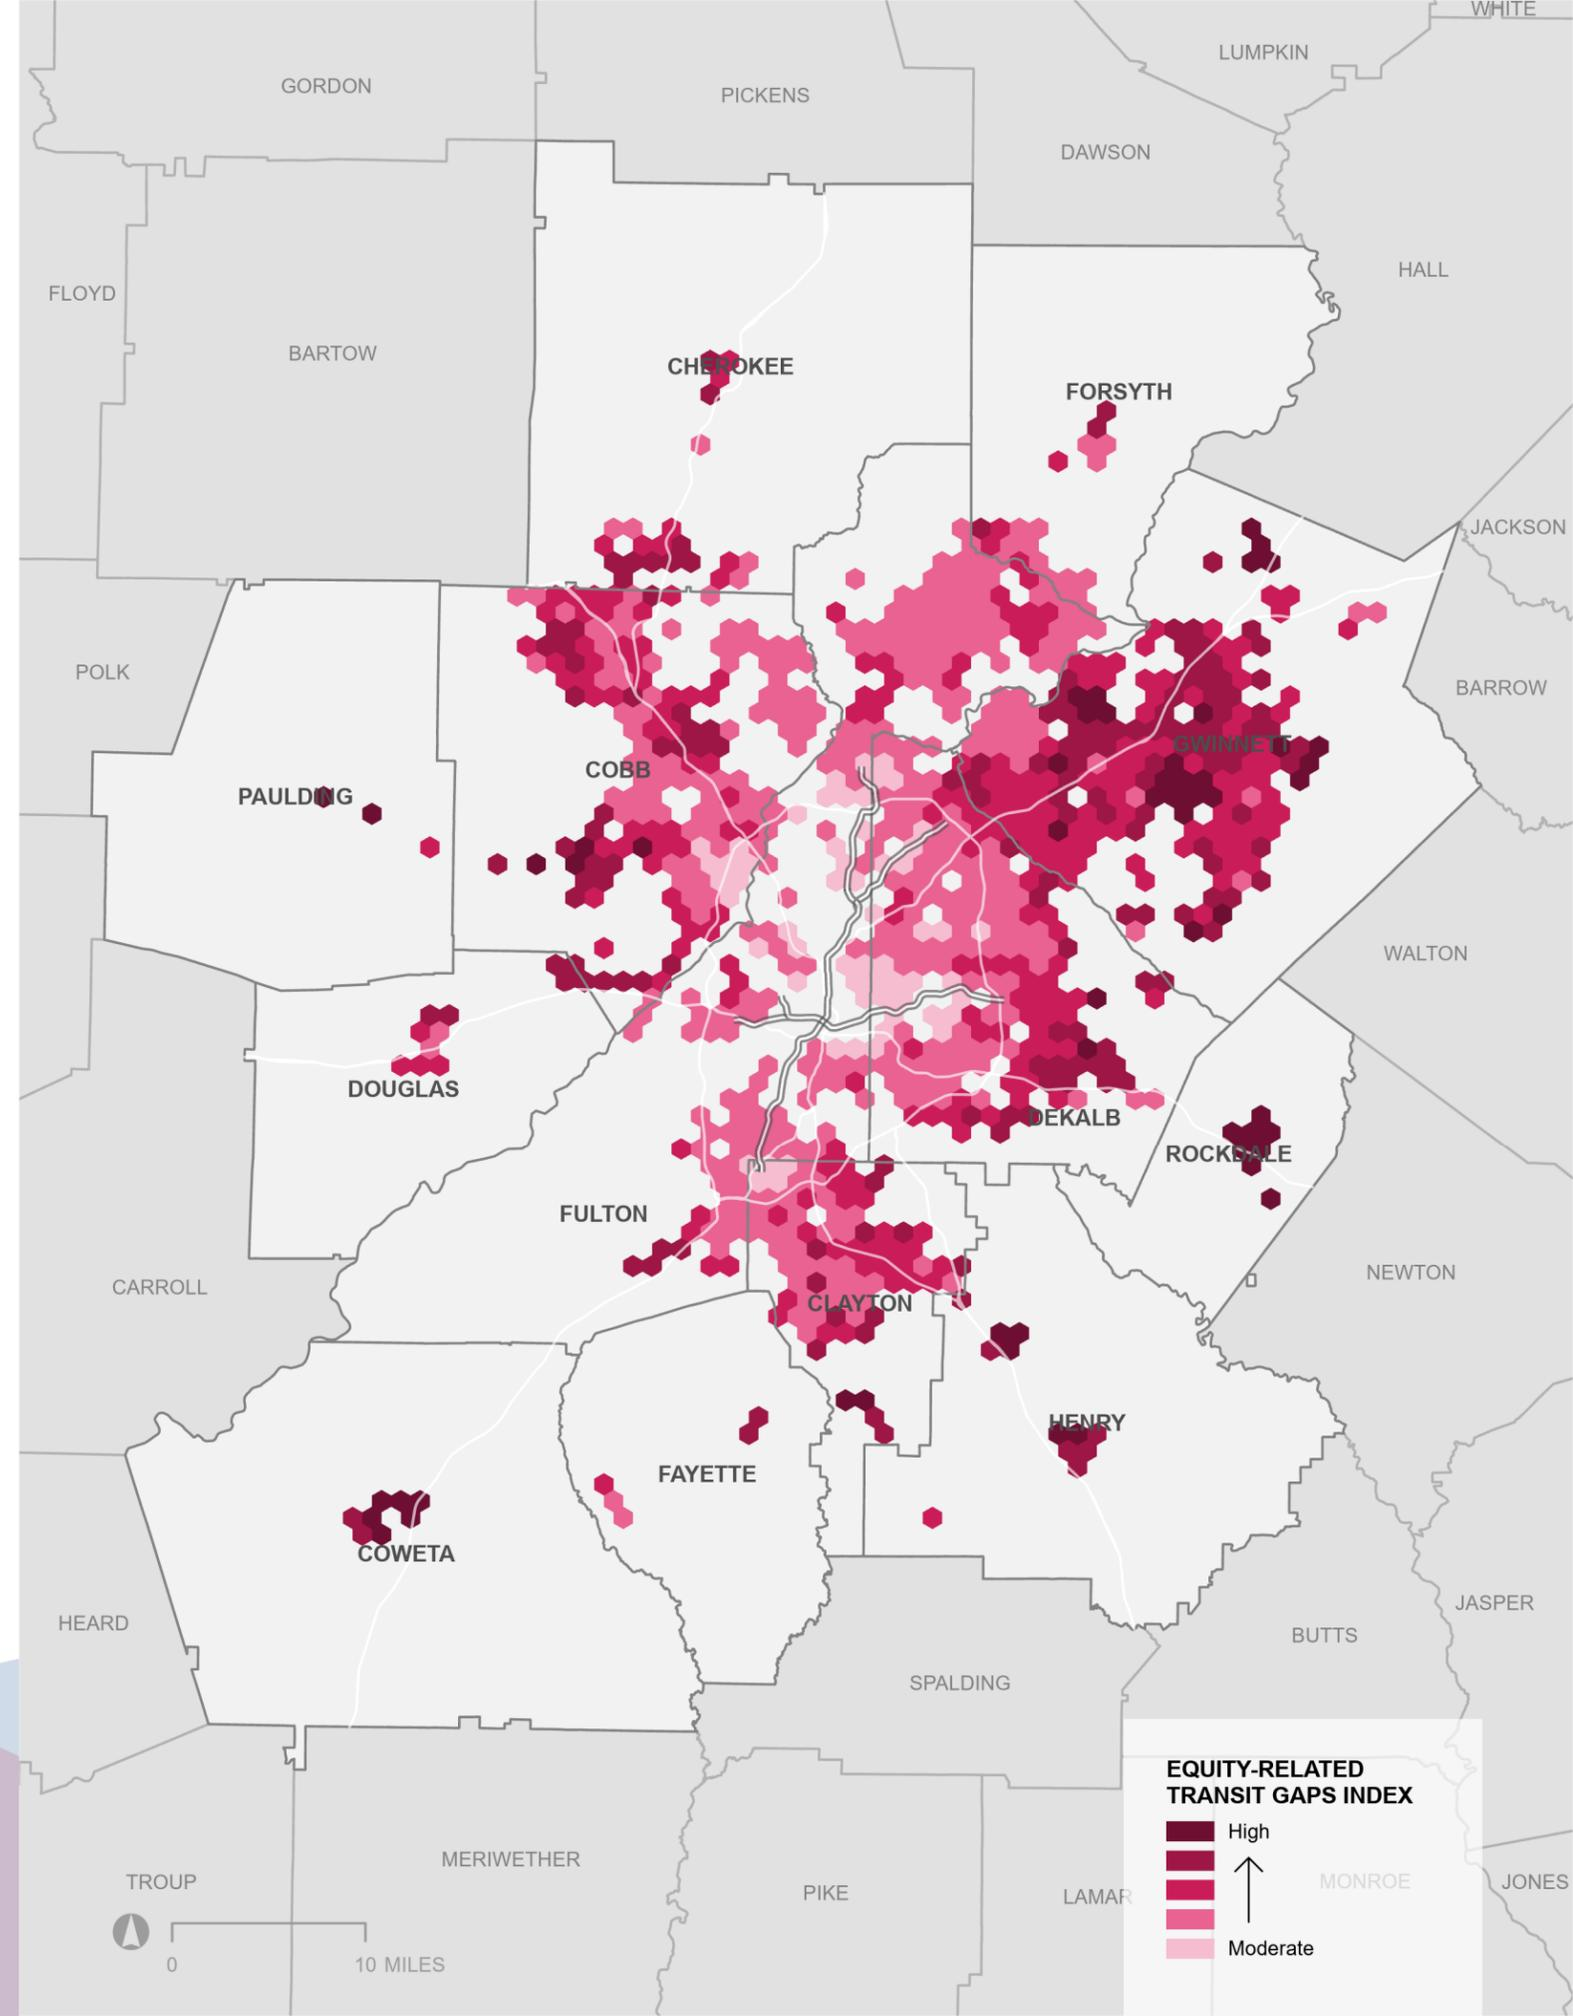 WHITE
LUMPKIN
GORDON
PICKENS
DAWSON
HALL
FLOYD
BARTOW
CHEROKEE
FORSYTH
JACKSON
POLK
BARROW
GWINNETT
COBB
PAULDING
WALTON
DOUGLAS
DEKALB
ROCKDALE
FULTON
NEWTON
CARROLL
CLAYTON
HENRY
FAYETTE
COWETA
JASPER
HEARD
BUTTS
SPALDING
EQUITY-RELATED
TRANSIT GAPS INDEX
High
Moderate
MERIWETHER
TROUP
PIKE
LAMAR
MONROE
JONES
0 10 MILES